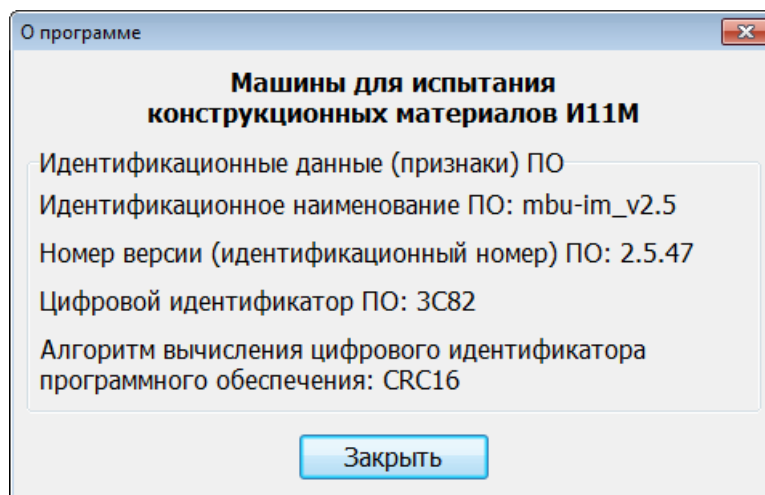 О программе
Машины для испытания
конструкционных материалов И11М
Идентификационные данные (признаки) ПО
Идентификационное наименование ПО: mbu-im_v2.5
Номер версии (идентификационный номер) ПО: 2.5.47
Цифровой идентификатор ПО: 3C82
Алгоритм вычисления цифрового идентификатора
программного обеспечения: CRC16
Закрыть